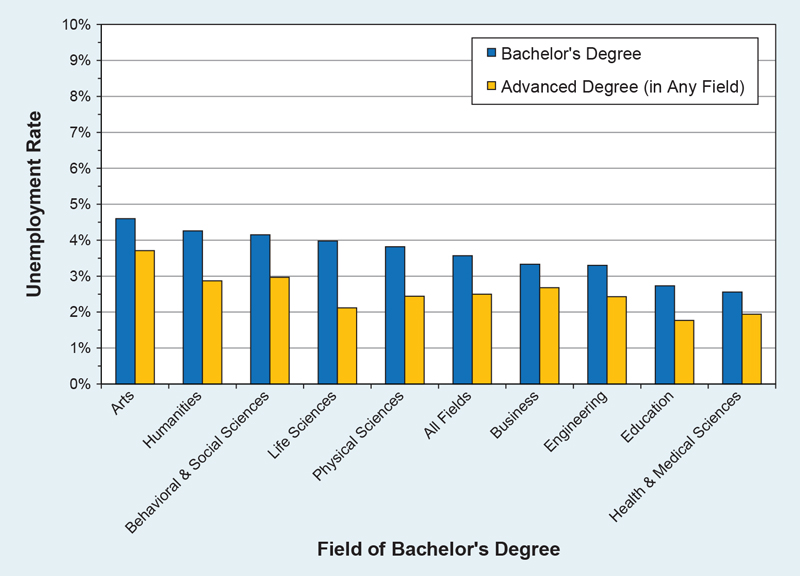 10%
9%
8%
7%
6%
5%
4%
3%
2%
1%
0%
Unemployment Rate
Bachelor's Degree
Advanced Degree (in Any Field)
Arts
Humanities
Behavioral & Social Sciences
Life Sciences
Physical Sciences
All Fields
Business
Engineering
Education
Health & Medical Sciences
Field of Bachelor's Degree